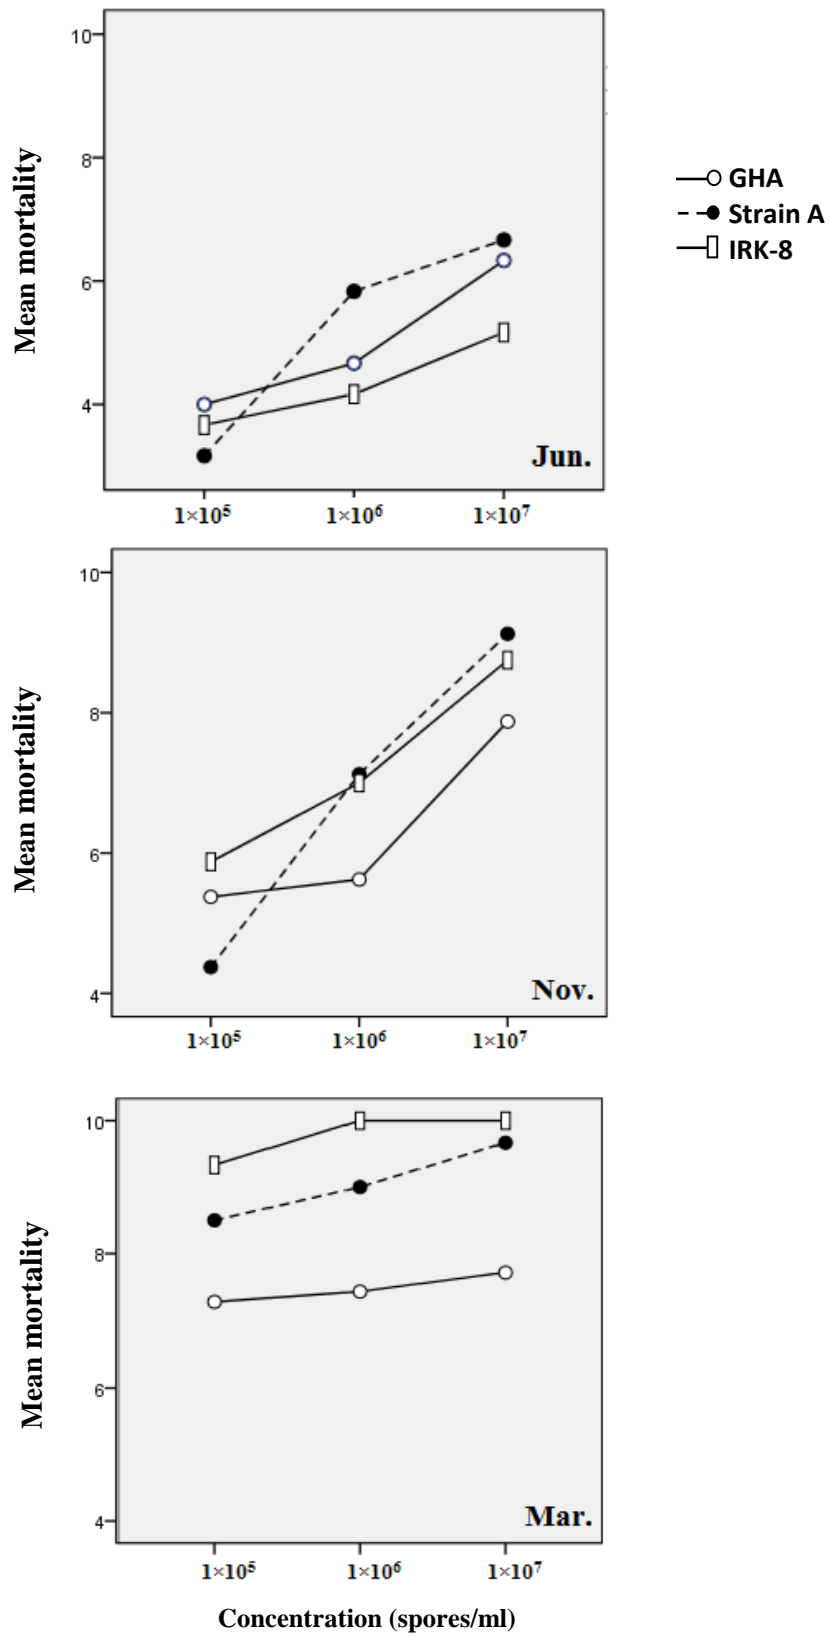 10
8
6
4
Mean mortality
GHA
Strain A
IRK-8
Jun.
1×10⁵ 1×10⁶ 1×10⁷
10
8
6
4
Mean mortality
Nov.
1×10⁵ 1×10⁶ 1×10⁷
10
8
6
4
Mean mortality
Mar.
1×10⁵ 1×10⁶ 1×10⁷
Concentration (spores/ml)